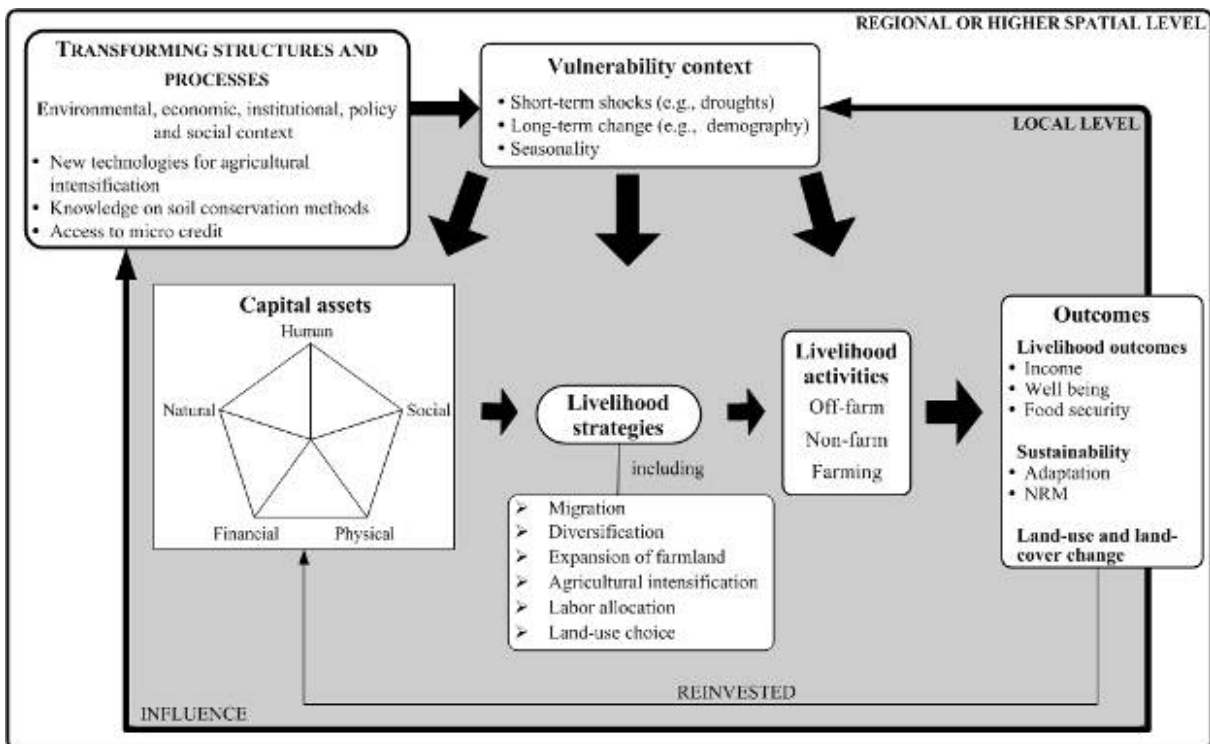 REGIONAL OR HIGHER SPATIAL LEVEL
TRANSFORMING STRUCTURES AND
PROCESSES
Environmental, economic, institutional, policy
and social context
• New technologies for agricultural
intensification
• Knowledge on soil conservation methods
• Access to micro credit
Vulnerability context
• Short-term shocks (e.g., droughts)
• Long-term change (e.g., demography)
• Seasonality
LOCAL LEVEL
Capital assets
Human
Natural
Social
Financial
Physical
Livelihood
strategies
including
➢ Migration
➢ Diversification
➢ Expansion of farmland
➢ Agricultural intensification
➢ Labor allocation
➢ Land-use choice
Livelihood
activities
Off-farm
Non-farm
Farming
Outcomes
Livelihood outcomes
• Income
• Well being
• Food security
Sustainability
• Adaptation
• NRM
Land-use and land-
cover change
REINVESTED
INFLUENCE